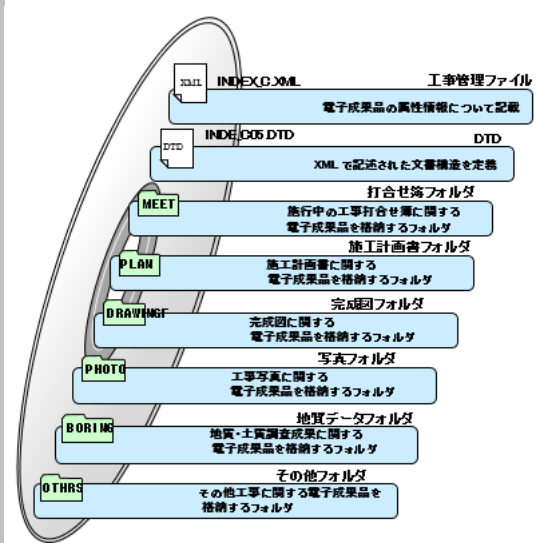 XML INDEX_C.XML 工事管理ファイル
電子成果品の属性情報について記載
DTD INDE_C05.DTD DTD
XML で記述された文書構造を定義
MEET 打合せ簿フォルダ
施行中の工事打合せ簿に関する
電子成果品を格納するフォルダ
PLAN 施工計画書フォルダ
施工計画書に関する
電子成果品を格納するフォルダ
DRAWINGF 完成図フォルダ
完成図に関する
電子成果品を格納するフォルダ
PHOTO 写真フォルダ
工事写真に関する
電子成果品を格納するフォルダ
BORING 地質データフォルダ
地質・土質調査成果に関する
電子成果品を格納するフォルダ
OTHRS その他フォルダ
その他工事に関する電子成果品を
格納するフォルダ